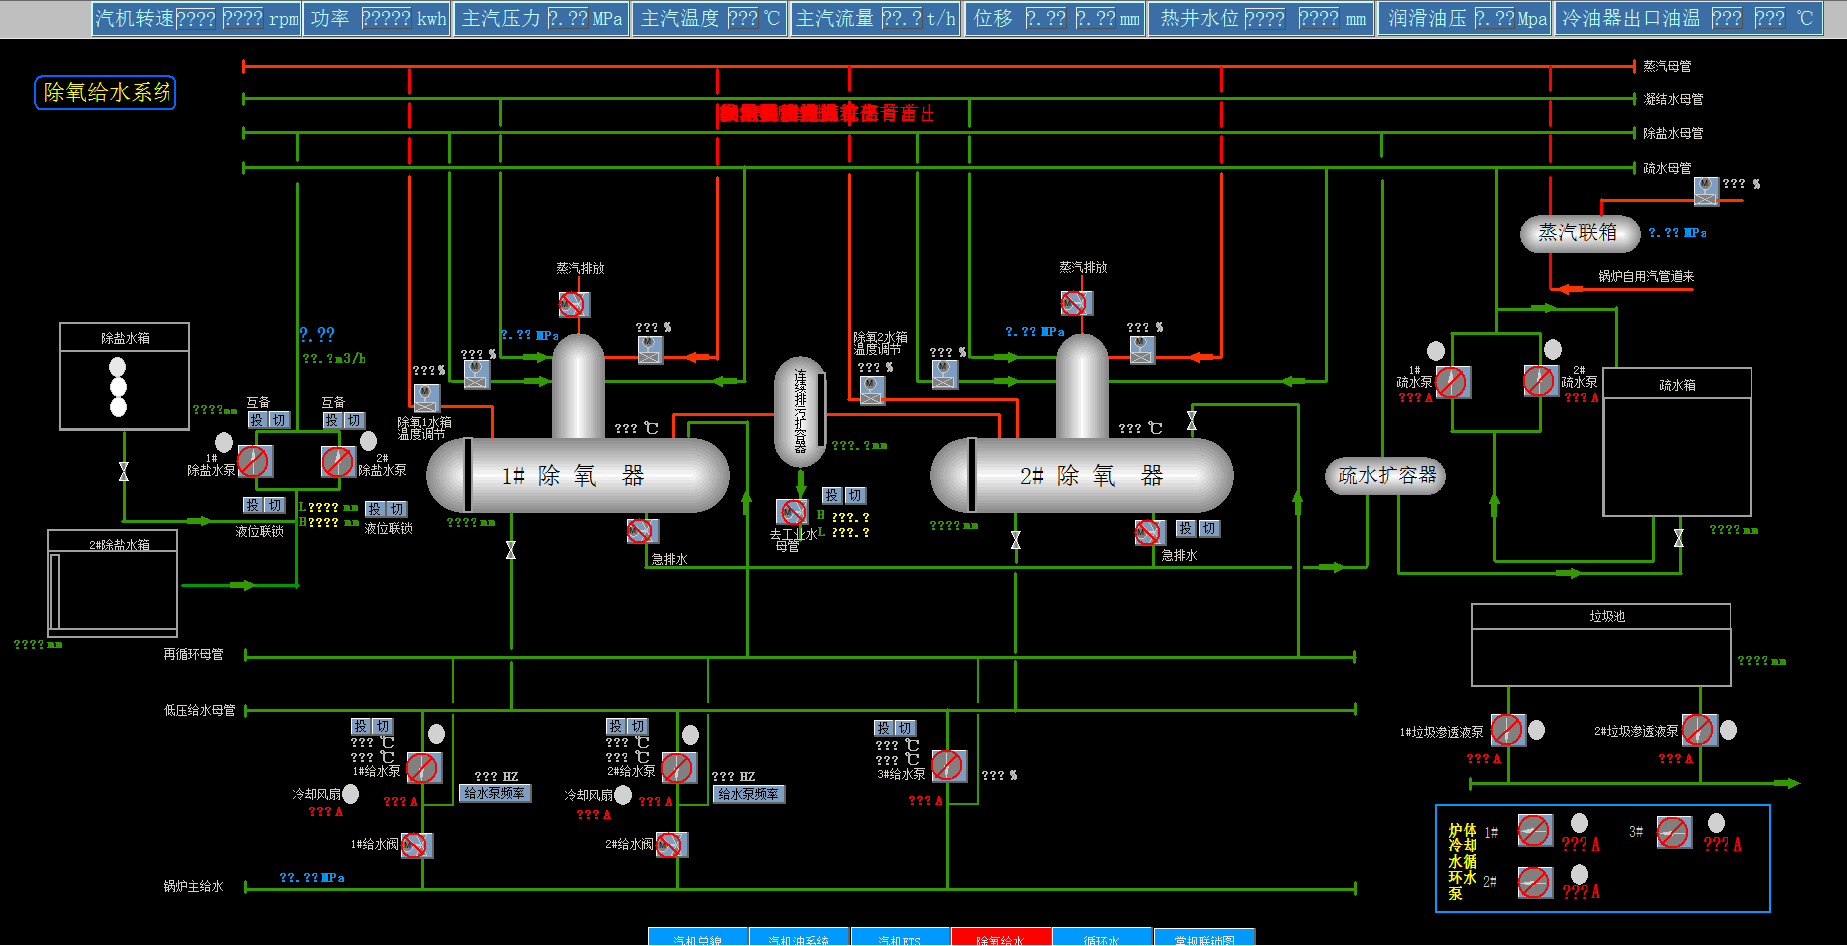 汽机转速 ???? ???? rpm
功率 ????? kwh
主汽压力 ?.?? MPa
主汽温度 ??? ℃
主汽流量 ??.? t/h
位移 ?.?? ?.?? mm
热井水位 ???? ???? mm
润滑油压 ?.?? Mpa
冷油器出口油温 ??? ??? ℃
除氧给水系统
蒸汽母管
凝结水母管
除盐水母管
疏水母管
??? %
蒸汽联箱
?.?? MPa
锅炉自用汽管道来
蒸汽排放
蒸汽排放
除盐水箱
?.??
??.? m3/h
?.?? MPa
??? %
??? %
??? %
除氧1水箱
温度调节
连续排污扩容器
除氧2水箱
温度调节
??? %
??? %
?.?? MPa
??? %
1#
疏水泵
??? A
2#
疏水泵
??? A
疏水箱
???? mm
互备
投 切
互备
投 切
1#
除盐水泵
2#
除盐水泵
???? mm
投 切
液位联锁
L ???? mm
H ???? mm
投 切
液位联锁
??? ℃
1# 除 氧 器
???? mm
???.? mm
投 切
H ???.?
L ???.?
去工业水
母管
??? ℃
2# 除 氧 器
???? mm
投 切
急排水
急排水
疏水扩容器
???? mm
2#除盐水箱
???? mm
再循环母管
低压给水母管
垃圾池
???? mm
1#垃圾渗透液泵
??? A
2#垃圾渗透液泵
??? A
投 切
??? ℃
??? ℃
1#给水泵
冷却风扇
??? A
??? A
??? HZ
给水泵频率
1#给水阀
投 切
??? ℃
??? ℃
2#给水泵
冷却风扇
??? A
??? A
??? HZ
给水泵频率
2#给水阀
投 切
??? ℃
??? ℃
3#给水泵
??? A
??? %
锅炉主给水
??.?? MPa
炉体
冷却
水循
环水
泵
1#
??? A
3#
??? A
2#
??? A
汽机总貌
汽机油系统
汽机ETS
除氧给水
循环水
常规联锁图